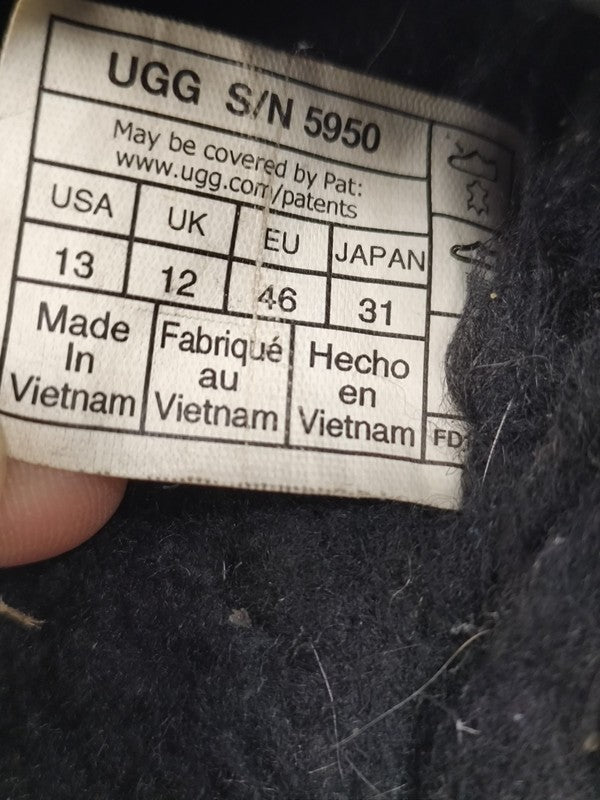 UGG S/N 5950
May be covered by Pat:
www.ugg.com/patents
USA UK EU JAPAN
13 12 46 31
Made
In
Vietnam
Fabriqué
au
Vietnam
Hecho
en
Vietnam
FD